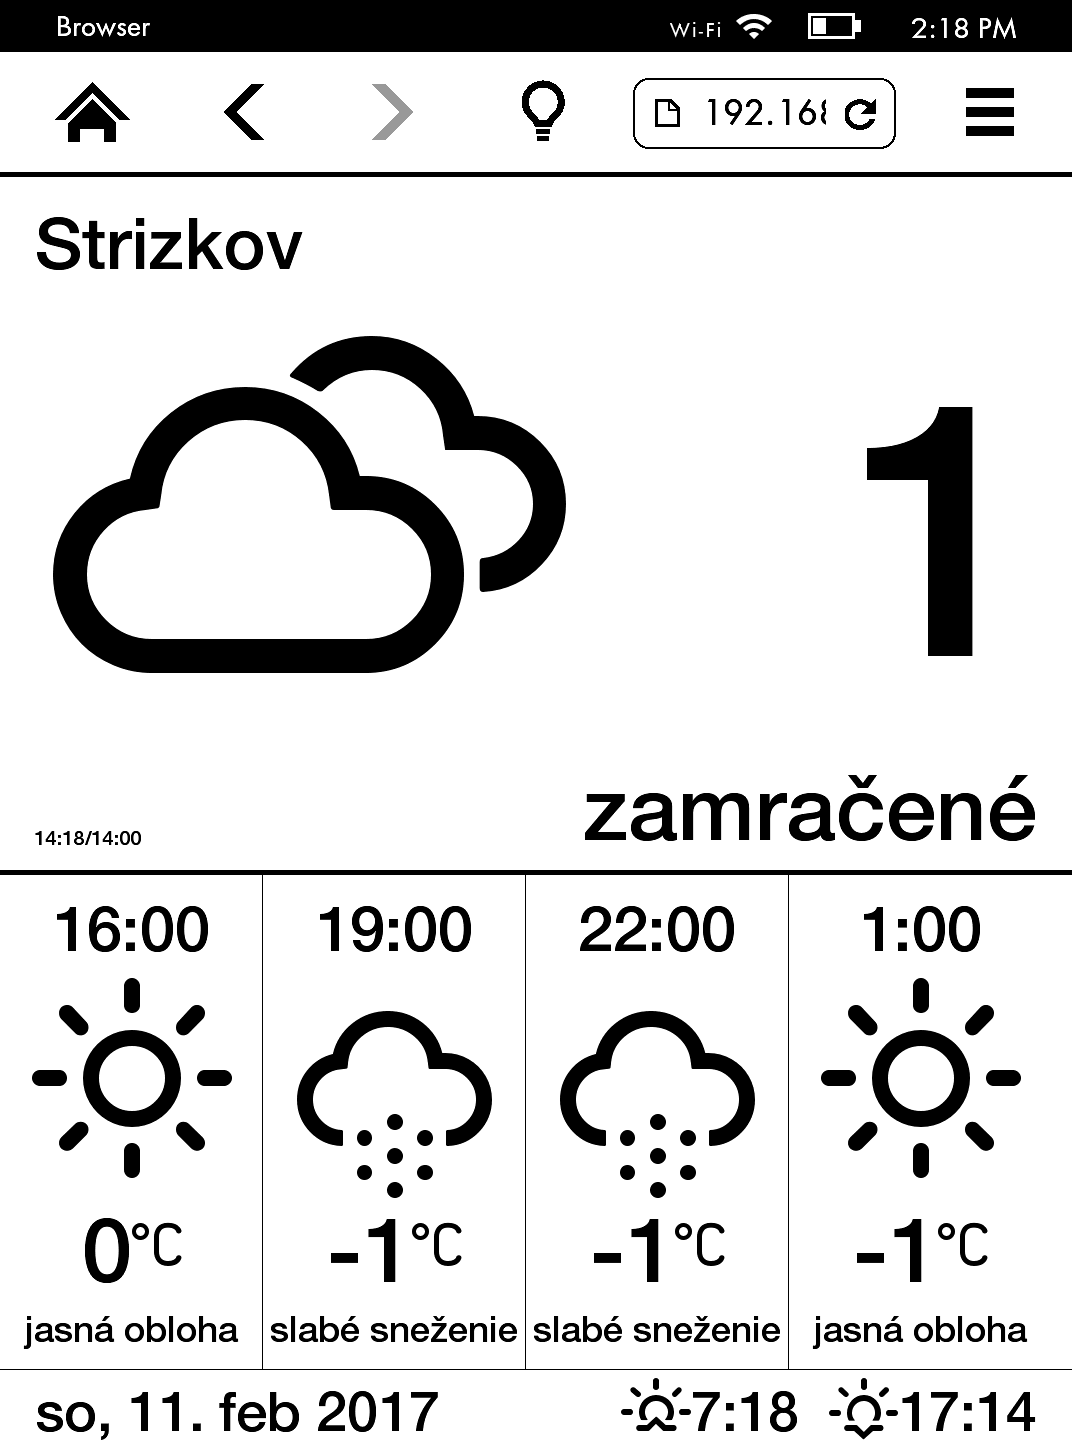 Browser Wi-Fi 2:18 PM
192.168
Strizkov
1
zamračené
14:18/14:00
16:00 19:00 22:00 1:00
0°C -1°C -1°C -1°C
jasná obloha slabé sneženie slabé sneženie jasná obloha
so, 11. feb 2017 7:18 17:14